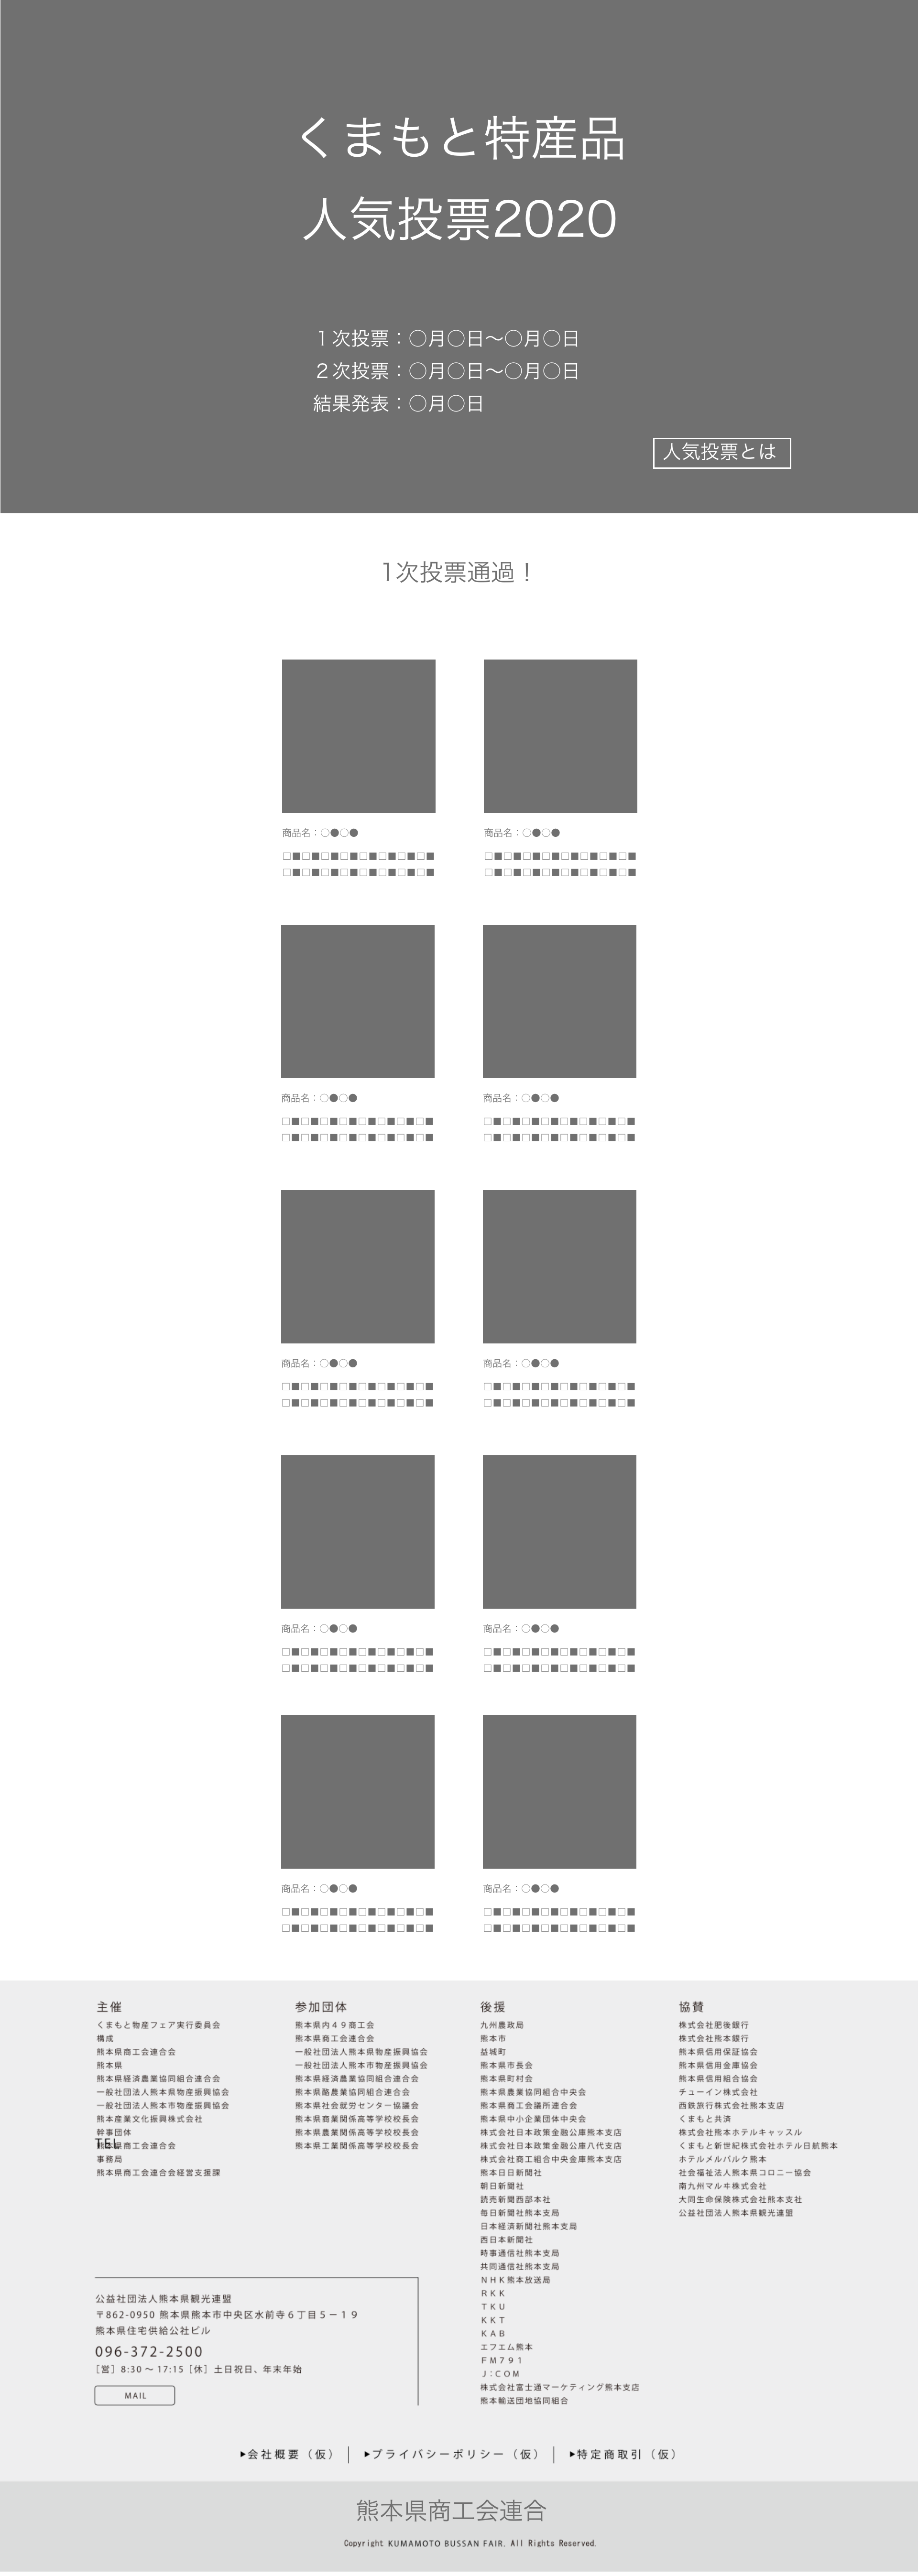 くまもと特産品
人気投票2020
１次投票：○月○日〜○月○日
２次投票：○月○日〜○月○日
結果発表：○月○日
人気投票とは
1次投票通過！
商品名：○●○●
□■□■□■□■□■□■□■□■
□■□■□■□■□■□■□■□■
商品名：○●○●
□■□■□■□■□■□■□■□■
□■□■□■□■□■□■□■□■
商品名：○●○●
□■□■□■□■□■□■□■□■
□■□■□■□■□■□■□■□■
商品名：○●○●
□■□■□■□■□■□■□■□■
□■□■□■□■□■□■□■□■
商品名：○●○●
□■□■□■□■□■□■□■□■
□■□■□■□■□■□■□■□■
商品名：○●○●
□■□■□■□■□■□■□■□■
□■□■□■□■□■□■□■□■
商品名：○●○●
□■□■□■□■□■□■□■□■
□■□■□■□■□■□■□■□■
商品名：○●○●
□■□■□■□■□■□■□■□■
□■□■□■□■□■□■□■□■
商品名：○●○●
□■□■□■□■□■□■□■□■
□■□■□■□■□■□■□■□■
商品名：○●○●
□■□■□■□■□■□■□■□■
□■□■□■□■□■□■□■□■
主催
くまもと物産フェア実行委員会
構成
熊本県商工会連合会
熊本県
熊本県経済農業協同組合連合会
一般社団法人熊本県物産振興協会
一般社団法人熊本市物産振興協会
熊本産業文化振興株式会社
幹事団体
TEL
熊本県商工会連合会
事務局
熊本県商工会連合会経営支援課
参加団体
熊本県内４９商工会
熊本県商工会連合会
一般社団法人熊本県物産振興協会
一般社団法人熊本市物産振興協会
熊本県経済農業協同組合連合会
熊本県酪農業協同組合連合会
熊本県社会就労センター協議会
熊本県商業関係高等学校校長会
熊本県農業関係高等学校校長会
熊本県工業関係高等学校校長会
後援
九州農政局
熊本市
益城町
熊本県市長会
熊本県町村会
熊本県農業協同組合中央会
熊本県商工会議所連合会
熊本県中小企業団体中央会
株式会社日本政策金融公庫熊本支店
株式会社日本政策金融公庫八代支店
株式会社商工組合中央金庫熊本支店
熊本日日新聞社
朝日新聞社
読売新聞西部本社
毎日新聞社熊本支局
日本経済新聞社熊本支局
西日本新聞社
時事通信社熊本支局
共同通信社熊本支局
ＮＨＫ熊本放送局
ＲＫＫ
ＴＫＵ
ＫＫＴ
ＫＡＢ
エフエム熊本
ＦＭ７９１
Ｊ：ＣＯＭ
株式会社富士通マーケティング熊本支店
熊本輸送団地協同組合
協賛
株式会社肥後銀行
株式会社熊本銀行
熊本県信用保証協会
熊本県信用金庫協会
熊本県信用組合協会
チューイン株式会社
西鉄旅行株式会社熊本支店
くまもと共済
株式会社熊本ホテルキャッスル
くまもと新世紀株式会社ホテル日航熊本
ホテルメルパルク熊本
社会福祉法人熊本県コロニー協会
南九州マルヰ株式会社
大同生命保険株式会社熊本支社
公益社団法人熊本県観光連盟
公益社団法人熊本県観光連盟
〒862-0950 熊本県熊本市中央区水前寺６丁目５－１９
熊本県住宅供給公社ビル
096-372-2500
［営］8:30 〜 17:15［休］土日祝日、年末年始
MAIL
▶会社概要（仮）
▶プライバシーポリシー（仮）
▶特定商取引（仮）
熊本県商工会連合
Copyright KUMAMOTO BUSSAN FAIR. All Rights Reserved.